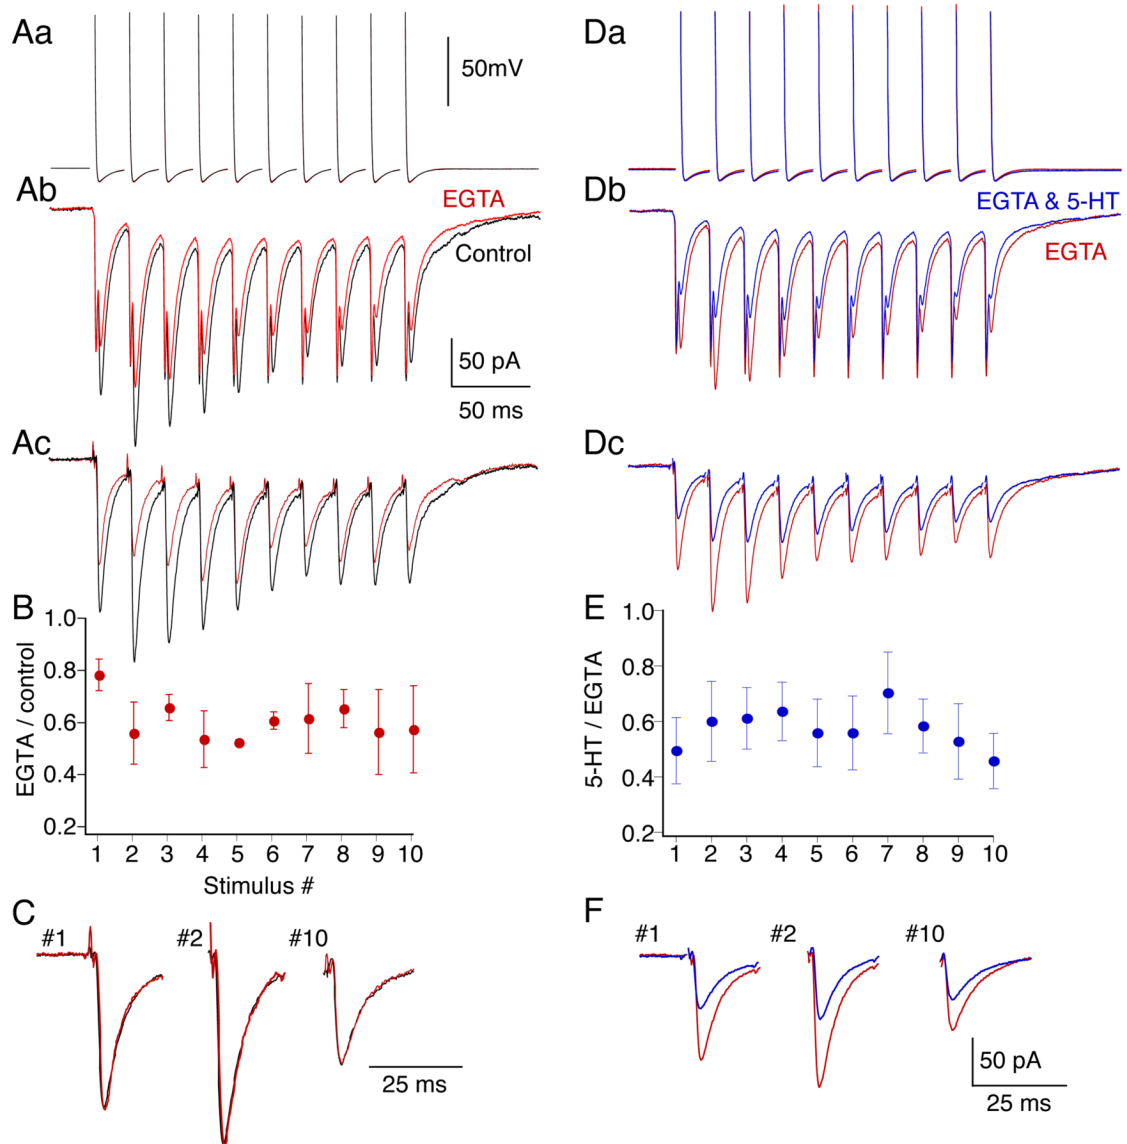 Aa
50mV
Ab
EGTA
Control
50 pA
50 ms
Ac
B
EGTA / control
1.0
0.8
0.6
0.4
0.2
1 2 3 4 5 6 7 8 9 10
Stimulus #
C
#1 #2 #10
25 ms
Da
Db
EGTA & 5-HT
EGTA
Dc
E
5-HT / EGTA
1.0
0.8
0.6
0.4
0.2
1 2 3 4 5 6 7 8 9 10
F
#1 #2 #10
50 pA
25 ms